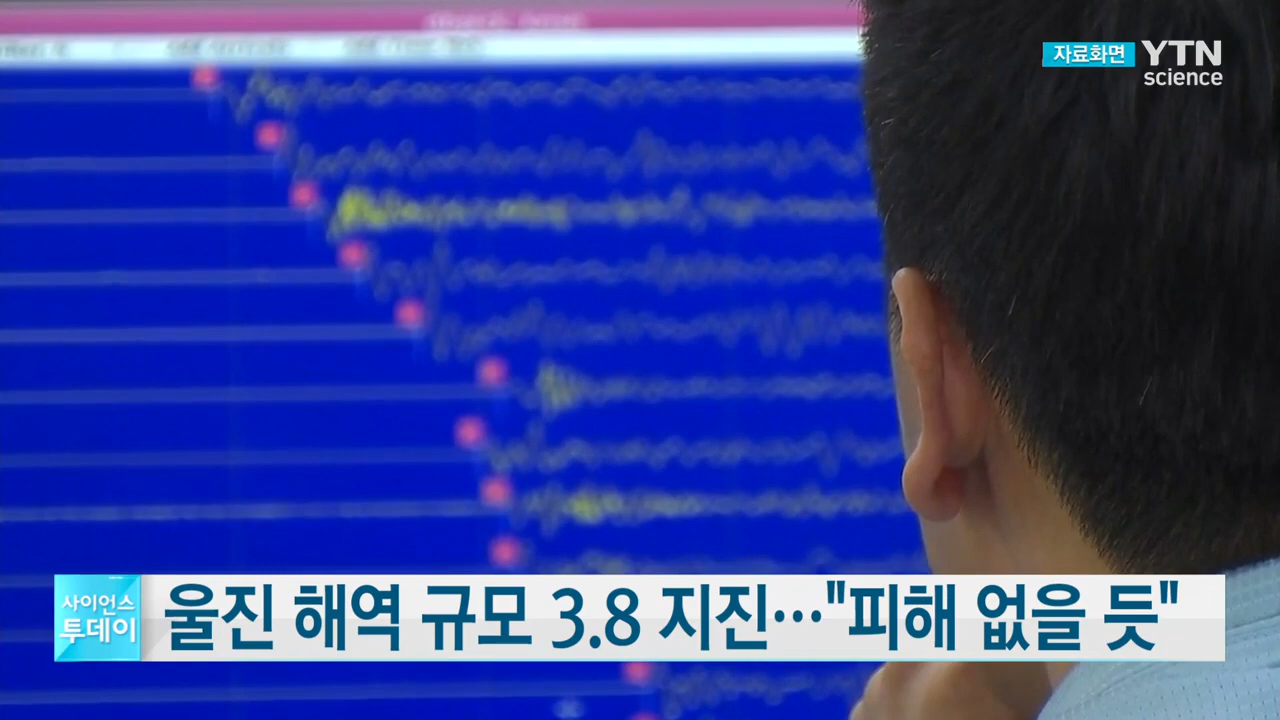 자료화면
YTN
science
사이언스
투데이
울진 해역 규모 3.8 지진…"피해 없을 듯"